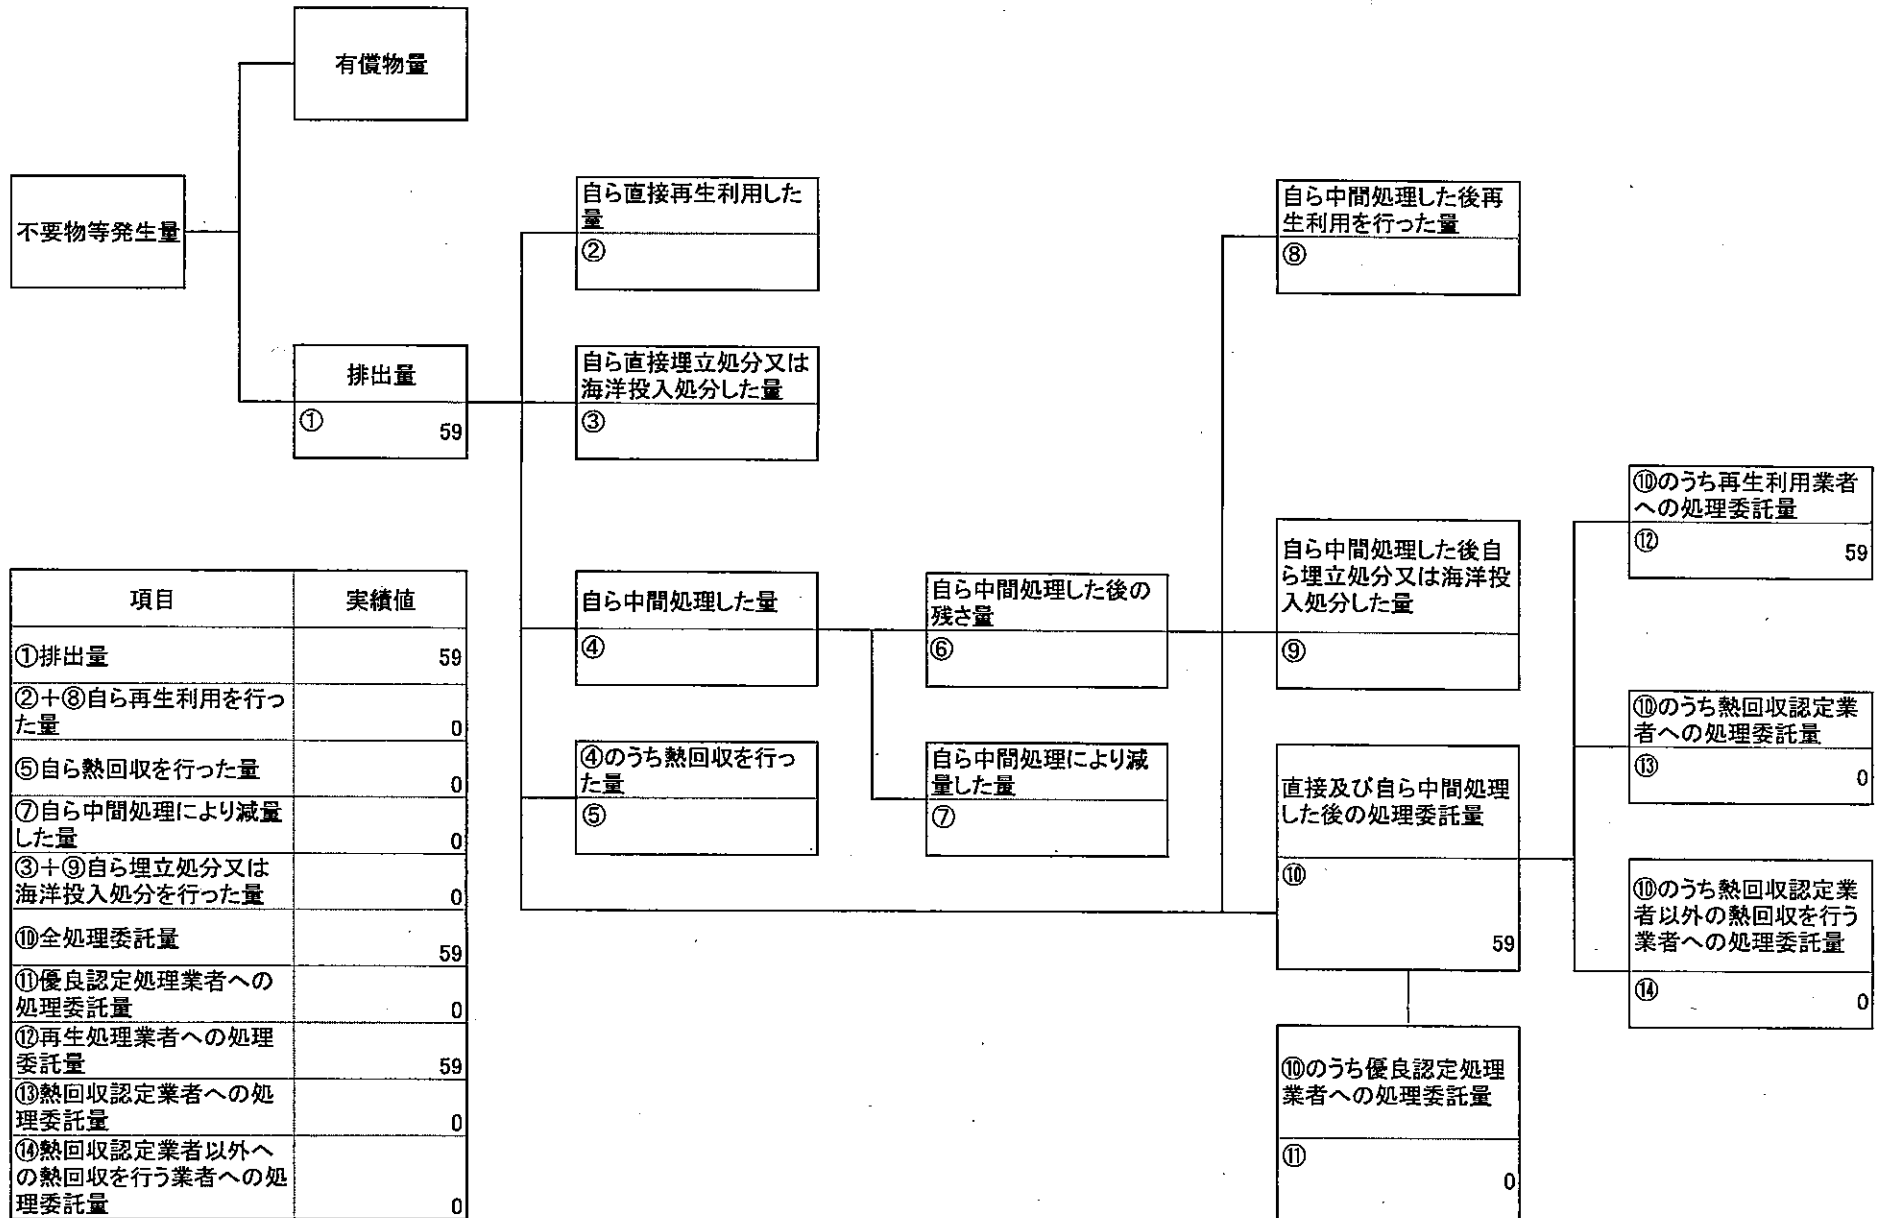 有償物量
不要物等発生量
排出量
①
59
自ら直接再生利用した
量
②
自ら直接埋立処分又は
海洋投入処分した量
③
自ら中間処理した量
④
④のうち熱回収を行っ
た量
⑤
自ら中間処理した後の
残さ量
⑥
自ら中間処理により減
量した量
⑦
自ら中間処理した後再
生利用を行った量
⑧
自ら中間処理した後自
ら埋立処分又は海洋投
入処分した量
⑨
直接及び自ら中間処理
した後の処理委託量
⑩
59
⑩のうち優良認定処理
業者への処理委託量
⑪
0
⑩のうち再生利用業者
への処理委託量
⑫
59
⑩のうち熱回収認定業
者への処理委託量
⑬
0
⑩のうち熱回収認定業
者以外の熱回収を行う
業者への処理委託量
⑭
0
項目 実績値
①排出量 59
②+⑧自ら再生利用を行っ
た量 0
⑤自ら熱回収を行った量 0
⑦自ら中間処理により減量
した量 0
③+⑨自ら埋立処分又は
海洋投入処分を行った量 0
⑩全処理委託量 59
⑪優良認定処理業者への
処理委託量 0
⑫再生処理業者への処理
委託量 59
⑬熱回収認定業者への処
理委託量 0
⑭熱回収認定業者以外へ
の熱回収を行う業者への処
理委託量 0